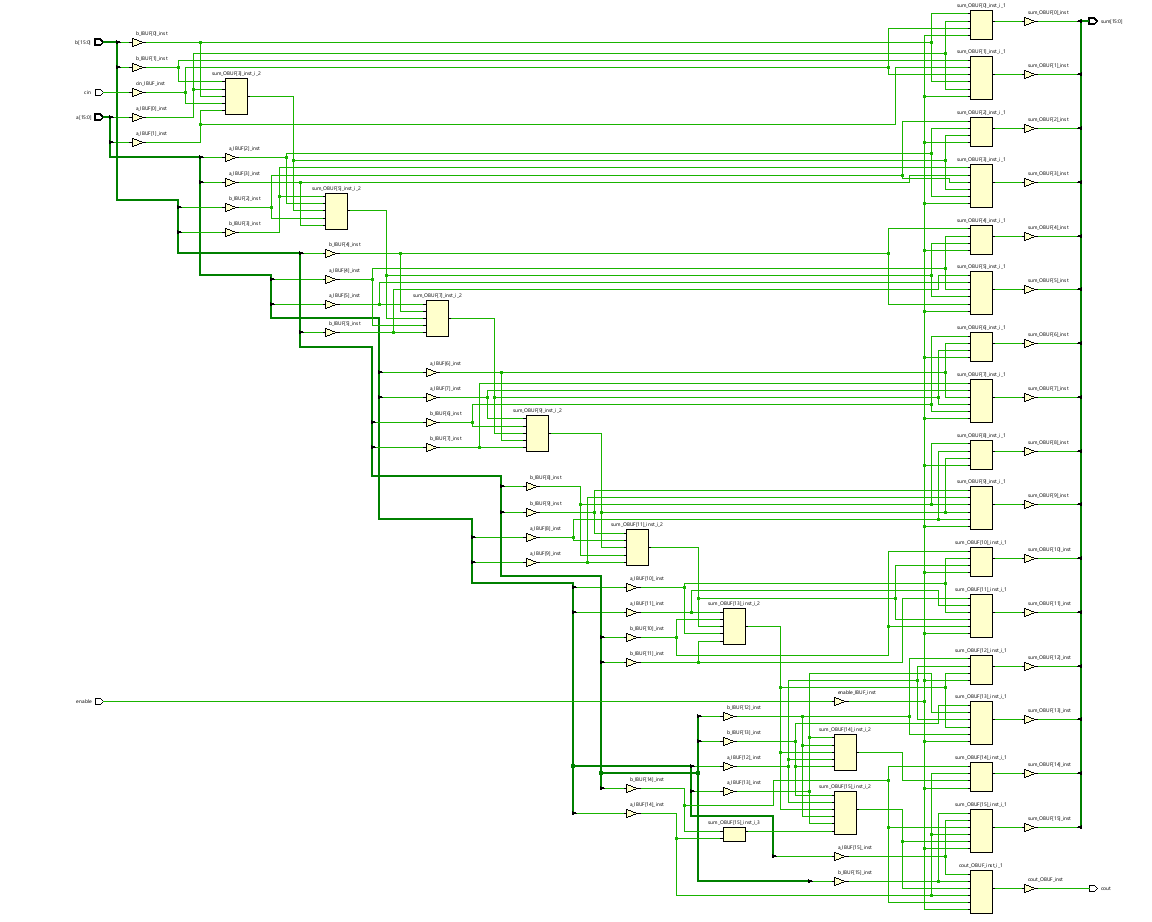 sum_OBUF[0]_inst_i_1
sum_OBUF[0]_inst
sum[15:0]
b_IBUF[0]_inst
b[15:0]
sum_OBUF[1]_inst_i_1
b_IBUF[1]_inst
sum_OBUF[1]_inst
sum_OBUF[3]_inst_i_2
cin_IBUF_inst
cin
a_IBUF[0]_inst
sum_OBUF[2]_inst_i_1
sum_OBUF[2]_inst
a[15:0]
a_IBUF[1]_inst
a_IBUF[2]_inst
sum_OBUF[3]_inst_i_1
a_IBUF[3]_inst
sum_OBUF[3]_inst
sum_OBUF[5]_inst_i_2
b_IBUF[2]_inst
sum_OBUF[4]_inst_i_1
b_IBUF[3]_inst
sum_OBUF[4]_inst
b_IBUF[4]_inst
sum_OBUF[5]_inst_i_1
a_IBUF[4]_inst
sum_OBUF[5]_inst
sum_OBUF[7]_inst_i_2
a_IBUF[5]_inst
b_IBUF[5]_inst
sum_OBUF[6]_inst_i_1
sum_OBUF[6]_inst
a_IBUF[6]_inst
sum_OBUF[7]_inst_i_1
a_IBUF[7]_inst
sum_OBUF[7]_inst
sum_OBUF[9]_inst_i_2
b_IBUF[6]_inst
sum_OBUF[8]_inst_i_1
b_IBUF[7]_inst
sum_OBUF[8]_inst
b_IBUF[8]_inst
sum_OBUF[9]_inst_i_1
b_IBUF[9]_inst
sum_OBUF[9]_inst
sum_OBUF[11]_inst_i_2
a_IBUF[8]_inst
a_IBUF[9]_inst
sum_OBUF[10]_inst_i_1
sum_OBUF[10]_inst
a_IBUF[10]_inst
sum_OBUF[11]_inst_i_1
a_IBUF[11]_inst
sum_OBUF[13]_inst_i_2
sum_OBUF[11]_inst
b_IBUF[10]_inst
sum_OBUF[12]_inst_i_1
b_IBUF[11]_inst
sum_OBUF[12]_inst
enable_IBUF_inst
enable
sum_OBUF[13]_inst_i_1
b_IBUF[12]_inst
sum_OBUF[13]_inst
b_IBUF[13]_inst
sum_OBUF[14]_inst_i_2
a_IBUF[12]_inst
sum_OBUF[14]_inst_i_1
sum_OBUF[14]_inst
b_IBUF[14]_inst
a_IBUF[13]_inst
sum_OBUF[15]_inst_i_2
sum_OBUF[15]_inst_i_1
a_IBUF[14]_inst
sum_OBUF[15]_inst_i_3
sum_OBUF[15]_inst
a_IBUF[15]_inst
cout_OBUF_inst_i_1
b_IBUF[15]_inst
cout_OBUF_inst
cout